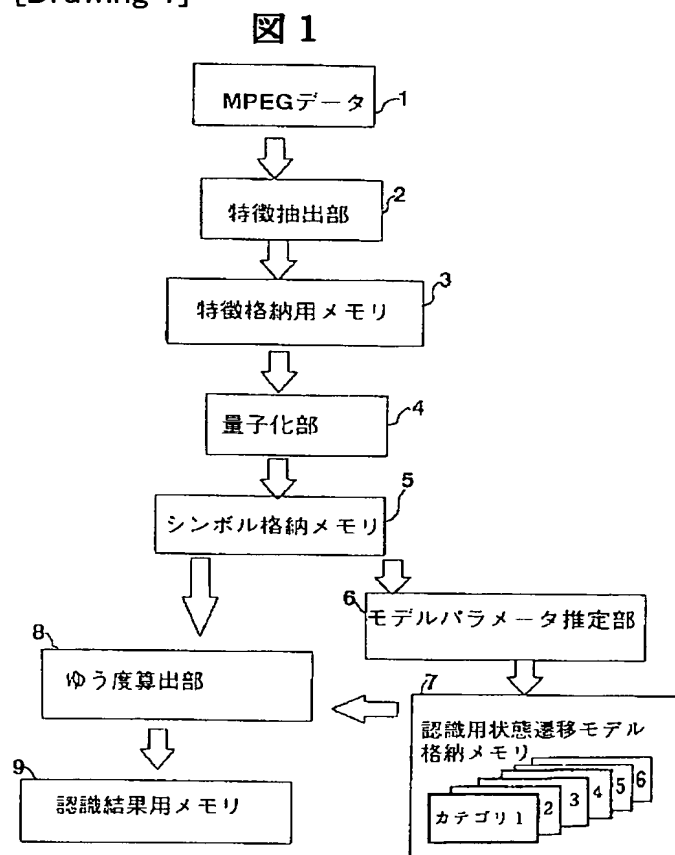 [Drawing 1]
図 1
MPEGデータ
1
特徴抽出部
2
特徴格納用メモリ
3
量子化部
4
シンボル格納メモリ
5
6
モデルパラメータ推定部
8
ゆう度算出部
7
認識用状態遷移モデル
格納メモリ
カテゴリ 1
2
3
4
5
6
9
認識結果用メモリ